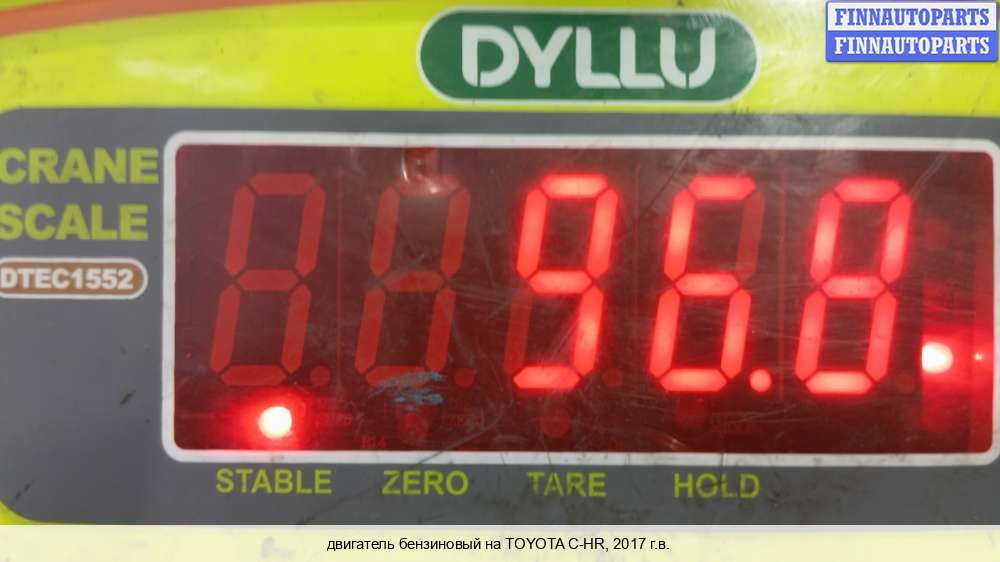 FINNAUTOPARTS
FINNAUTOPARTS
DYLLU
CRANE
SCALE
DTEC1552
96.8
STABLE ZERO TARE HOLD
двигатель бензиновый на TOYOTA C-HR, 2017 г.в.